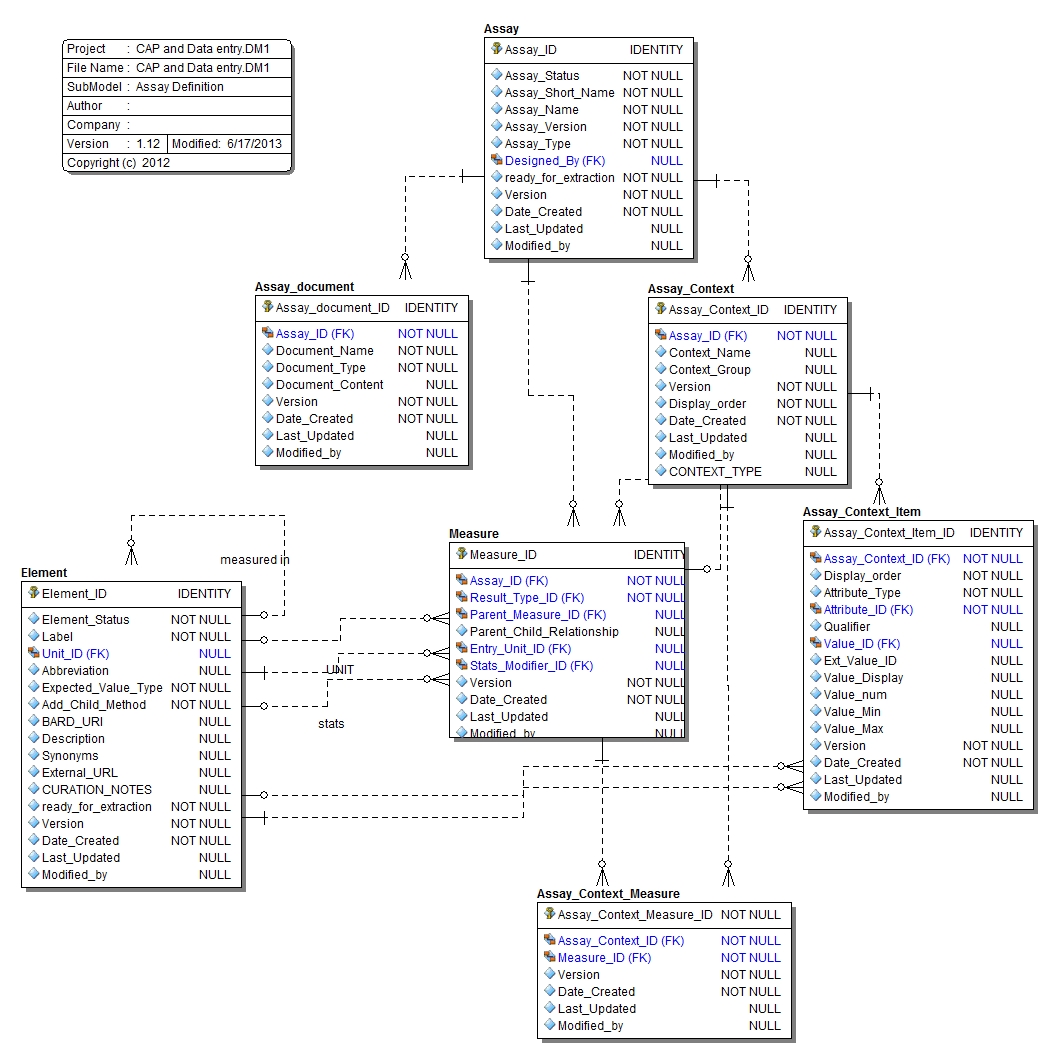 Project : CAP and Data entry.DM1
File Name : CAP and Data entry.DM1
SubModel : Assay Definition
Author :
Company :
Version : 1.12 Modified: 6/17/2013
Copyright (c) 2012
Assay
Assay_ID IDENTITY
Assay_Status NOT NULL
Assay_Short_Name NOT NULL
Assay_Name NOT NULL
Assay_Version NOT NULL
Assay_Type NOT NULL
Designed_By (FK) NULL
ready_for_extraction NOT NULL
Version NOT NULL
Date_Created NOT NULL
Last_Updated NULL
Modified_by NULL
Assay_document
Assay_document_ID IDENTITY
Assay_ID (FK) NOT NULL
Document_Name NOT NULL
Document_Type NOT NULL
Document_Content NULL
Version NOT NULL
Date_Created NOT NULL
Last_Updated NULL
Modified_by NULL
Assay_Context
Assay_Context_ID IDENTITY
Assay_ID (FK) NOT NULL
Context_Name NULL
Context_Group NULL
Version NOT NULL
Display_order NOT NULL
Date_Created NOT NULL
Last_Updated NULL
Modified_by NULL
CONTEXT_TYPE NULL
Assay_Context_Item
Assay_Context_Item_ID IDENTITY
Assay_Context_ID (FK) NOT NULL
Display_order NOT NULL
Attribute_Type NOT NULL
Attribute_ID (FK) NOT NULL
Qualifier NULL
Value_ID (FK) NULL
Ext_Value_ID NULL
Value_Display NULL
Value_num NULL
Value_Min NULL
Value_Max NULL
Version NOT NULL
Date_Created NOT NULL
Last_Updated NULL
Modified_by NULL
Measure
Measure_ID IDENTITY
Assay_ID (FK) NOT NULL
Result_Type_ID (FK) NOT NULL
Parent_Measure_ID (FK) NULL
Parent_Child_Relationship NULL
Entry_Unit_ID (FK) NULL
Stats_Modifier_ID (FK) NULL
Version NOT NULL
Date_Created NOT NULL
Last_Updated NULL
Modified_by NULL
measured in
UNIT
stats
Element
Element_ID IDENTITY
Element_Status NOT NULL
Label NOT NULL
Unit_ID (FK) NULL
Abbreviation NULL
Expected_Value_Type NOT NULL
Add_Child_Method NOT NULL
BARD_URI NULL
Description NULL
Synonyms NULL
External_URL NULL
CURATION_NOTES NULL
ready_for_extraction NOT NULL
Version NOT NULL
Date_Created NOT NULL
Last_Updated NULL
Modified_by NULL
Assay_Context_Measure
Assay_Context_Measure_ID NOT NULL
Assay_Context_ID (FK) NOT NULL
Measure_ID (FK) NOT NULL
Version NOT NULL
Date_Created NOT NULL
Last_Updated NULL
Modified_by NULL